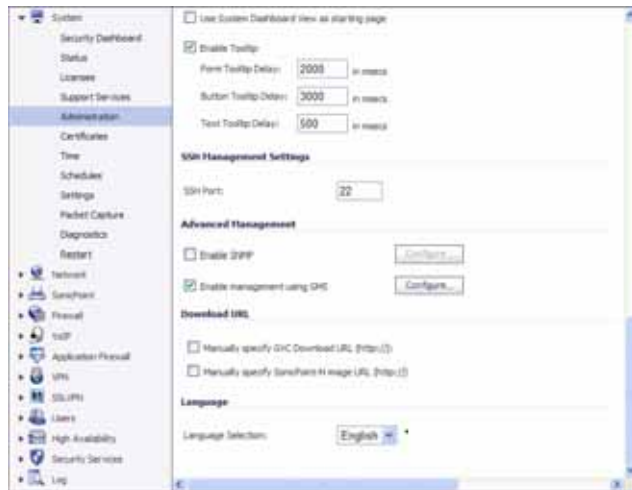 System
Security Dashboard
Status
Licenses
Support Services
Administration
Certificates
Time
Schedules
Settings
Packet Capture
Diagnostics
Restart
Network
SonicPoint
Firewall
VoIP
Application Firewall
VPN
SSL VPN
Users
High Availability
Security Services
Log
Use System Dashboard View as starting page
Enable Tooltip
Form Tooltip Delay: 2000 in msecs
Button Tooltip Delay: 3000 in msecs
Text Tooltip Delay: 500 in msecs
SSH Management Settings
SSH Port: 22
Advanced Management
Enable SNMP Configure...
Enable management using GMS Configure...
Download URL
Manually specify GVC Download URL (http://)
Manually specify SonicPoint-N image URL (http://)
Language
Language Selection: English *